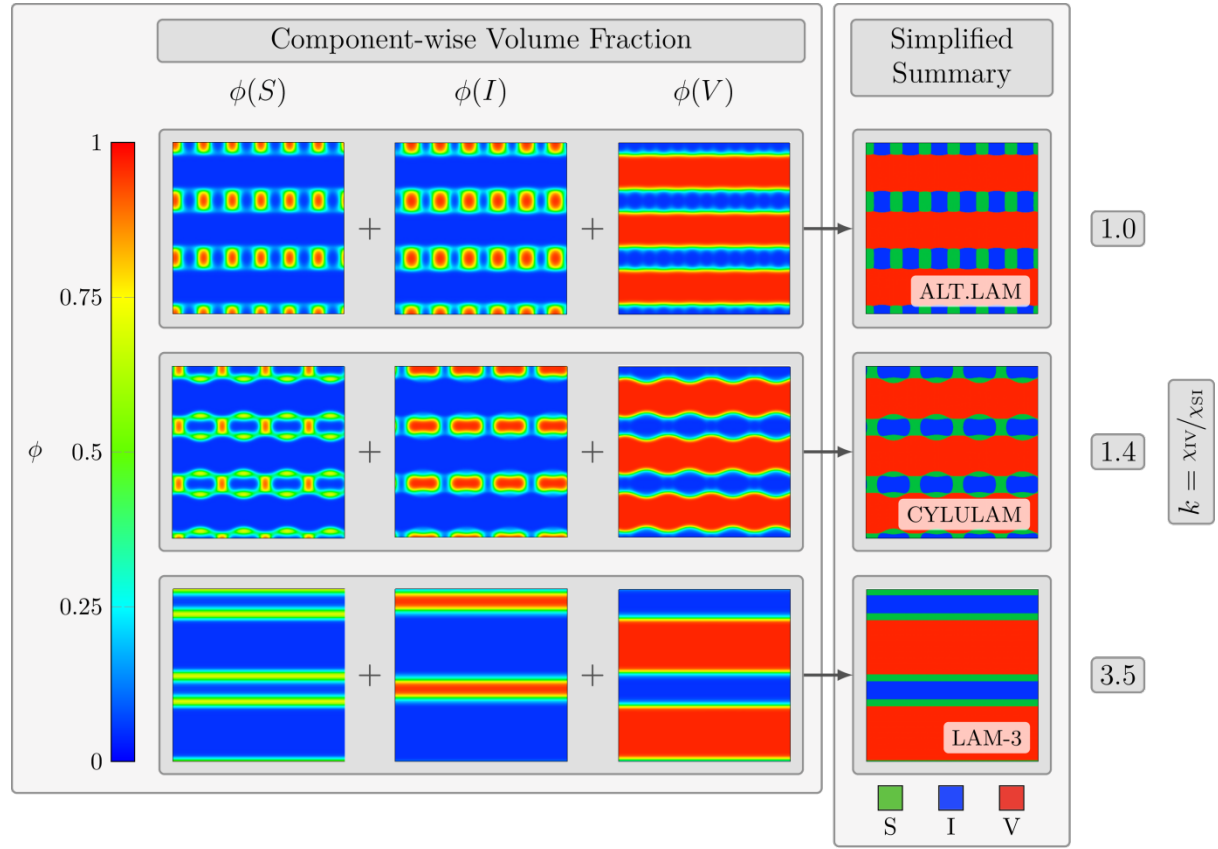 Component-wise Volume Fraction
Simplified
Summary
ϕ(S)
ϕ(I)
ϕ(V)
1
0.75
0.5
0.25
0
ϕ
+
+
ALT.LAM
1.0
+
+
CYLULAM
1.4
+
+
LAM-3
3.5
k = χIV/χSI
S
I
V